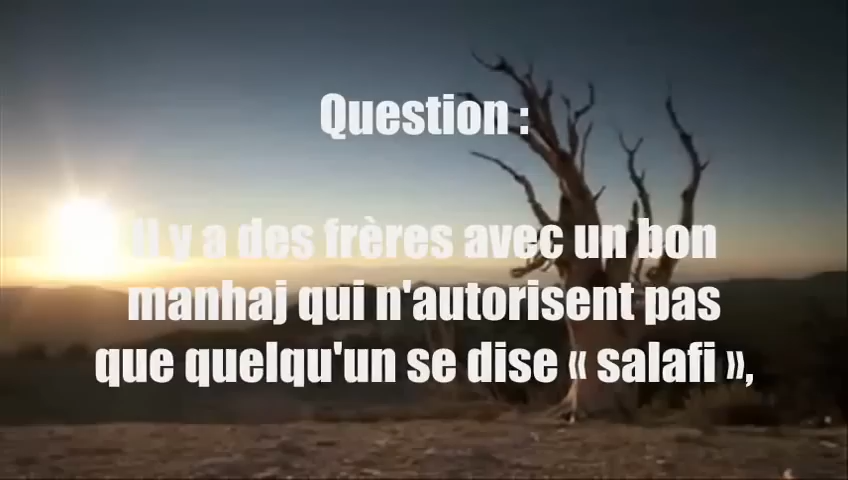 Question :
Il y a des frères avec un bon
manhaj qui n'autorisent pas
que quelqu'un se dise « salafi »,